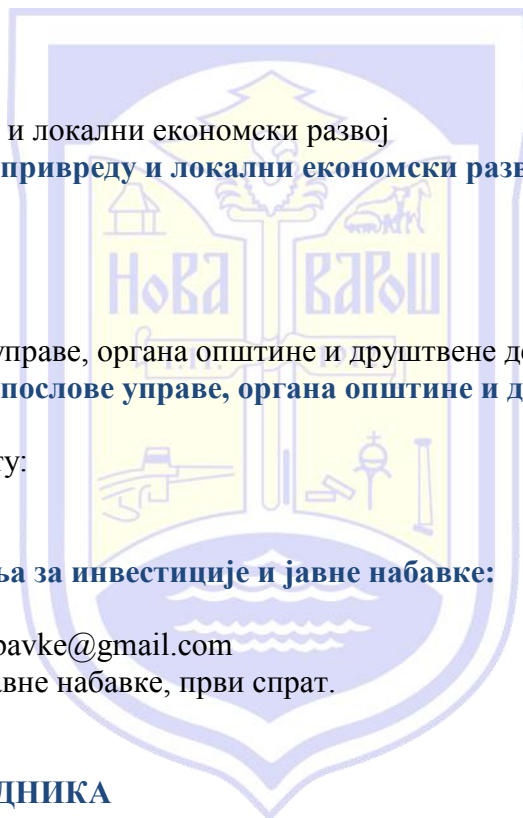 и локални економски развој
привреду и локални економски разв
НОВА ВАРОШ
управе, органа општине и друштвене де
послове управе, органа општине и д
ту:
ња за инвестиције и јавне набавке:
bavke@gmail.com
авне набавке, први спрат.
ДНИКА